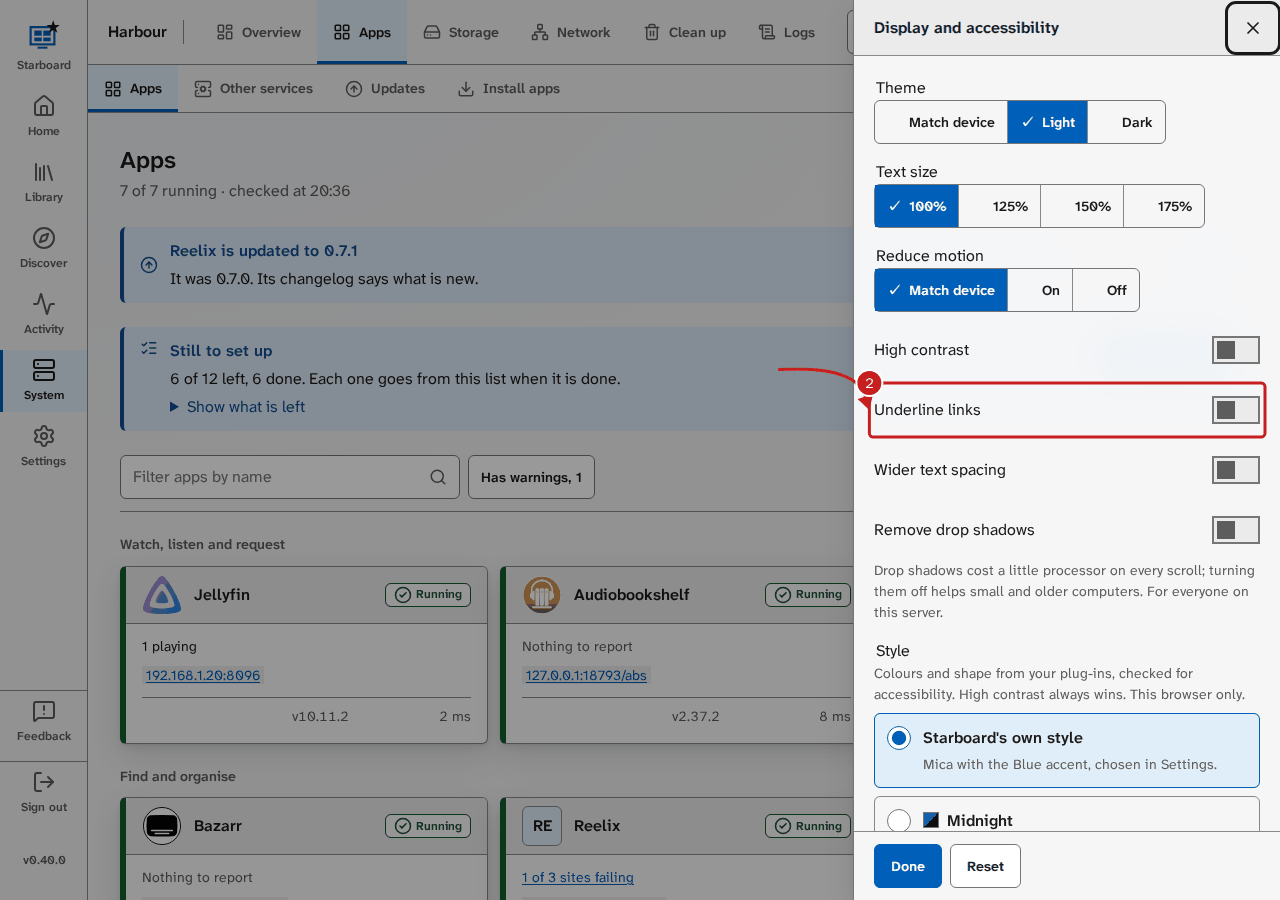 Starboard
Home
Library
Discover
Activity
System
Settings
Feedback
Sign out
v0.40.0
Harbour
Overview
Apps
Storage
Network
Clean up
Logs
Apps
Other services
Updates
Install apps
Apps
7 of 7 running · checked at 20:36
Reelix is updated to 0.7.1
It was 0.7.0. Its changelog says what is new.
Still to set up
6 of 12 left, 6 done. Each one goes from this list when it is done.
Show what is left
Filter apps by name
Has warnings, 1
Watch, listen and request
Jellyfin
Running
1 playing
192.168.1.20:8096
v10.11.2
2 ms
Audiobookshelf
Running
Nothing to report
127.0.0.1:18793/abs
v2.37.2
8 ms
Find and organise
Bazarr
Running
Nothing to report
RE
Reelix
Running
1 of 3 sites failing
Display and accessibility
Theme
Match device
✓ Light
Dark
Text size
✓ 100%
125%
150%
175%
Reduce motion
✓ Match device
On
Off
High contrast
2
Underline links
Wider text spacing
Remove drop shadows
Drop shadows cost a little processor on every scroll; turning
them off helps small and older computers. For everyone on
this server.
Style
Colours and shape from your plug-ins, checked for
accessibility. High contrast always wins. This browser only.
Starboard's own style
Mica with the Blue accent, chosen in Settings.
Midnight
Done
Reset